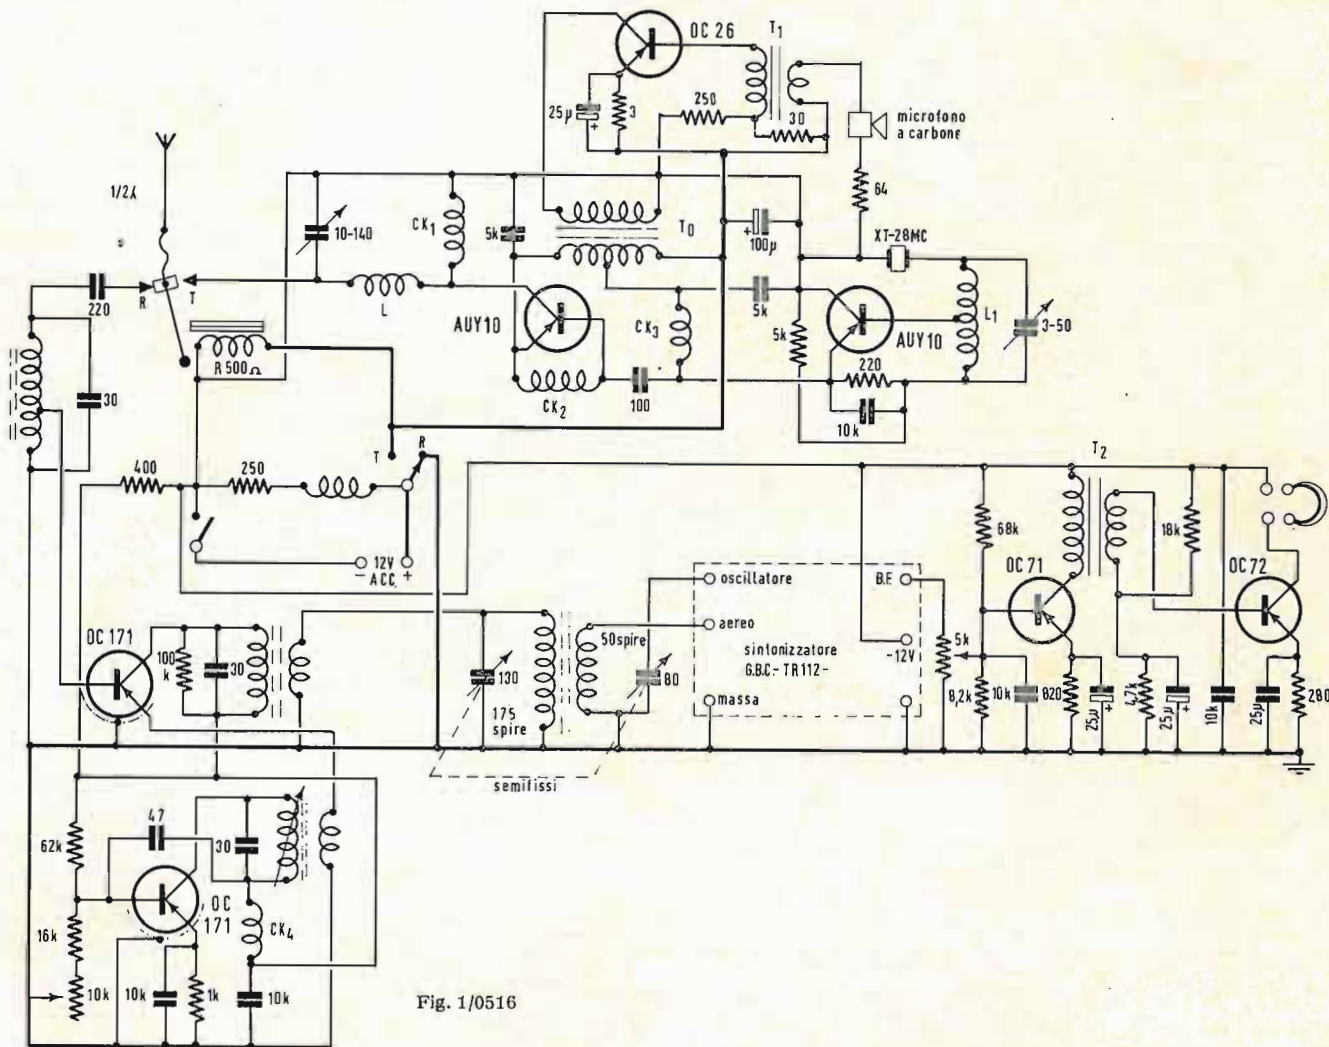 OC 26
T1
25µ
+
3
250
30
microfono
a carbone
1/2λ
64
10-140
CK1
5k
T0
+
100µ
XT-28MC
220
R
T
L
AUY10
CK3
5k
5k
AUY10
L1
3-50
R 500Ω
30
CK2
100
220
10k
T
R
400
250
T2
68k
18k
12V
- ACC. +
oscillatore
B.F.
OC 71
OC 72
50 spire
aereo
sintonizzatore
G.B.C.- TR112 -
-12V
5k
OC 171
100
k
30
130
80
massa
8,2k
10k
820
25µ
+
4,7k
25µ
+
10k
25µ
280
175
spire
semifissi
47
62k
30
OC
171
16k
CK4
10k
10k
1k
10k
Fig. 1/0516